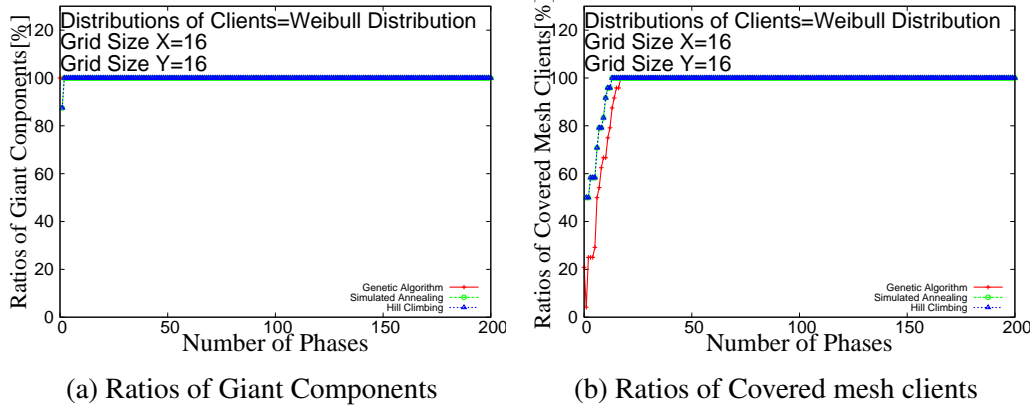 Distributions of Clients=Weibull Distribution
Grid Size X=16
Grid Size Y=16
Ratios of Giant Conponents[%]
120
100
80
60
40
20
0
Genetic Algorithm
Simulated Annealing
Hill Climbing
0 50 100 150 200
Number of Phases
(a) Ratios of Giant Components
Distributions of Clients=Weibull Distribution
Grid Size X=16
Grid Size Y=16
Ratios of Covered Mesh Clients[%]
120
100
80
60
40
20
0
Genetic Algorithm
Simulated Annealing
Hill Climbing
0 50 100 150 200
Number of Phases
(b) Ratios of Covered mesh clients